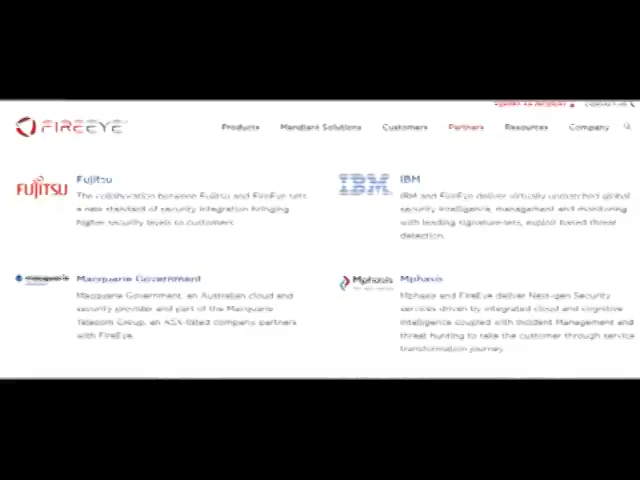 FIREEYE
Products Mandiant Solutions Customers Partners Resources Company
FUJITSU
Fujitsu
The collaboration between Fujitsu and FireEye sets
a new standard of security integration bringing
higher security levels to customers.
IBM
IBM
IBM and FireEye deliver virtually unmatched global
security intelligence, management and monitoring
with leading signatureless, exploit based threat
detection.
macquarie
Macquarie Government
Macquarie Government, an Australian cloud and
security provider and part of the Macquarie
Telecom Group, an ASX-listed company partners
with FireEye.
Mphasis
Mphasis
Mphasis and FireEye deliver Next-gen Security
services driven by integrated cloud and cognitive
intelligence coupled with Incident Management and
threat hunting to take the customer through service
transformation journey.